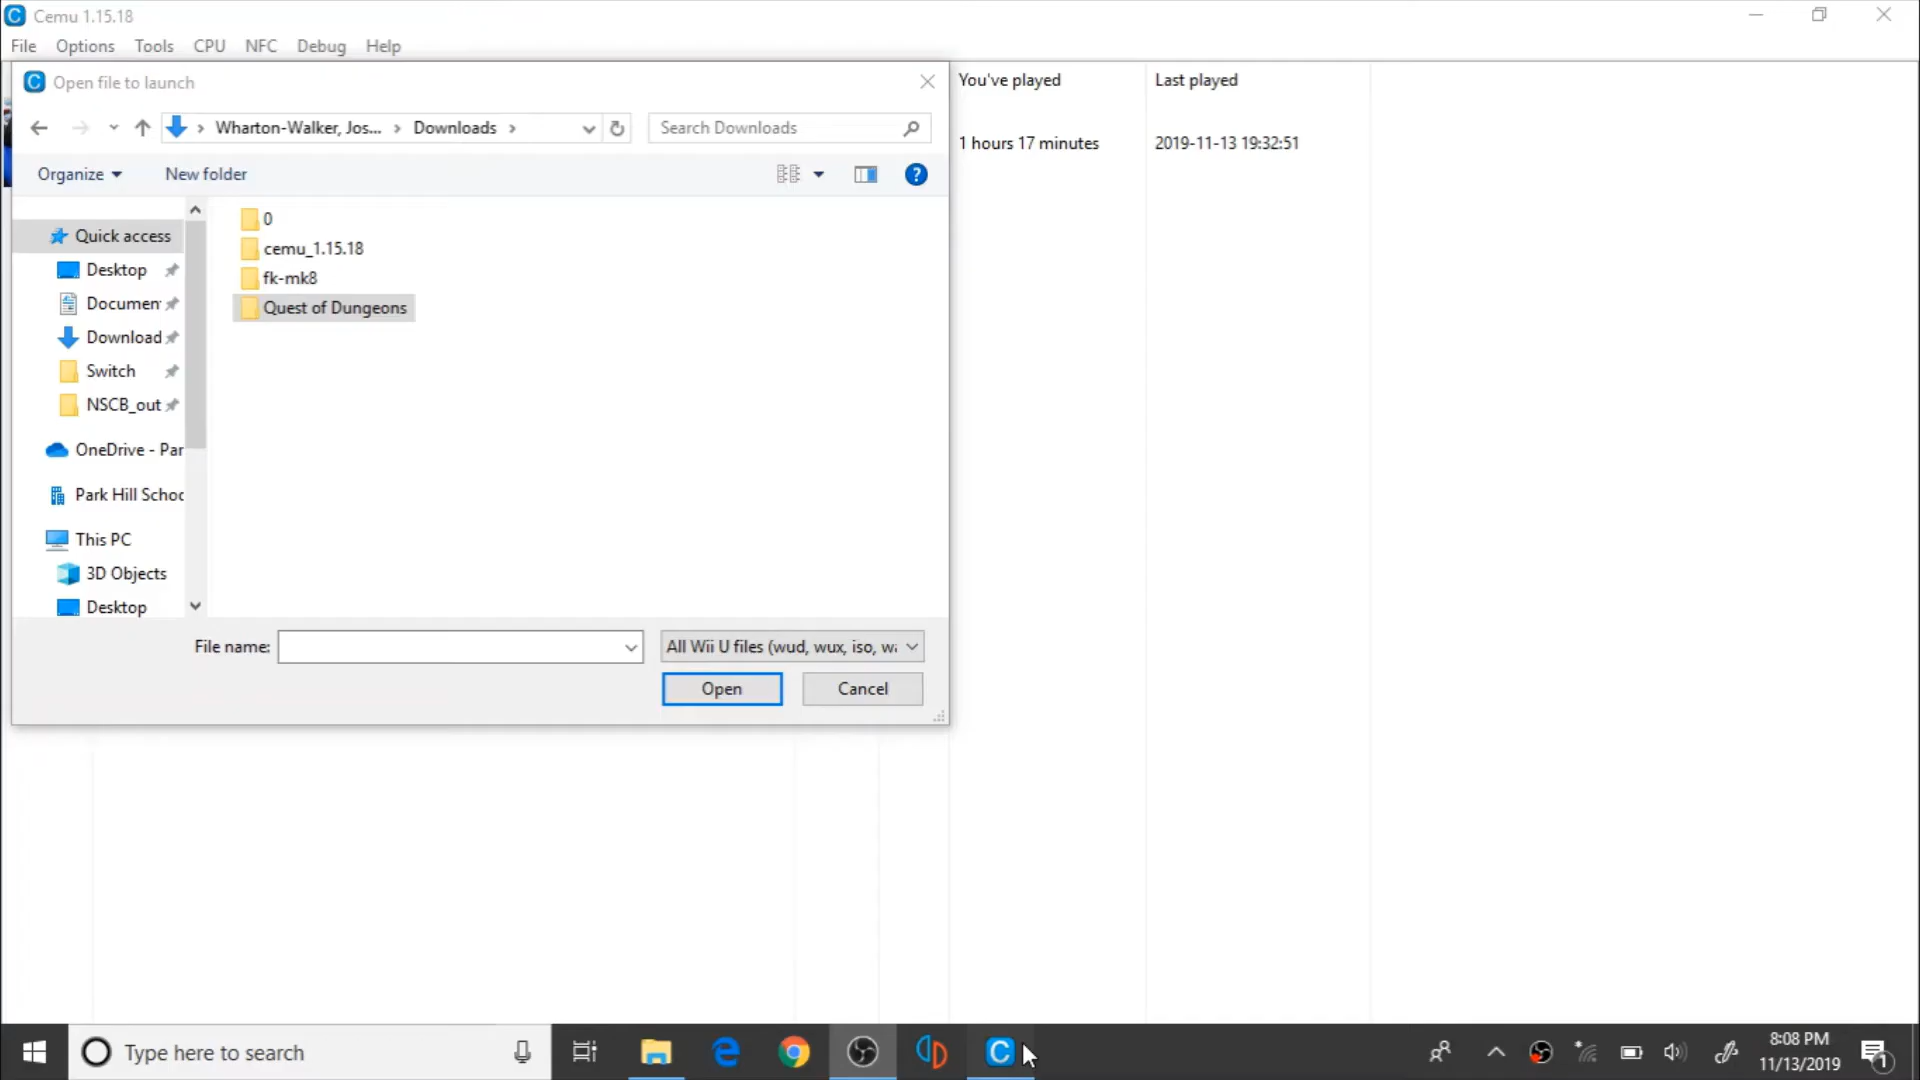 Cemu 1.15.18
File Options Tools CPU NFC Debug Help
Open file to launch
You've played Last played
Wharton-Walker, Jos... Downloads Search Downloads
1 hours 17 minutes 2019-11-13 19:32:51
Organize New folder
0
Quick access
cemu_1.15.18
Desktop
fk-mk8
Documen
Quest of Dungeons
Download
Switch
NSCB_out
OneDrive - Par
Park Hill Schoo
This PC
3D Objects
Desktop
File name: All Wii U files (wud, wux, iso, wa
Open Cancel
Type here to search
8:08 PM
11/13/2019
1